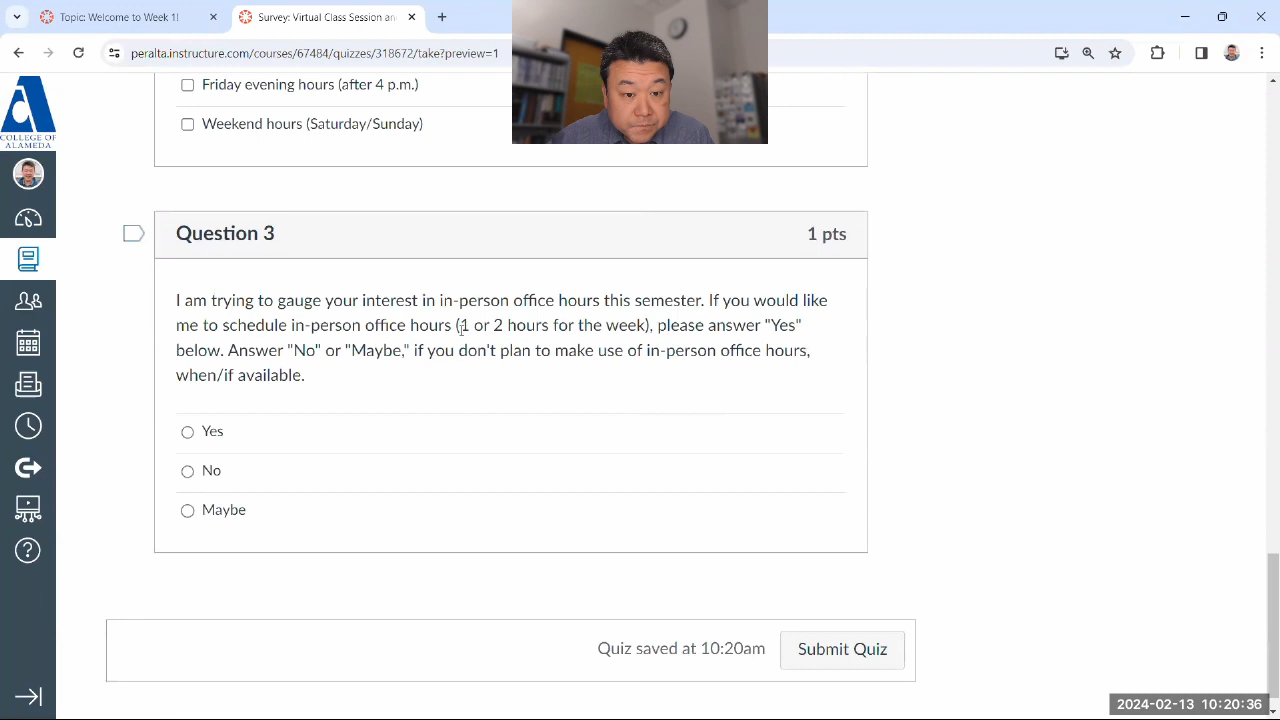 Topic: Welcome to Week 1!
Survey: Virtual Class Session and
peralta.instructure.com/courses/67484/quizzes/318672/take?preview=1
COLLEGE OF
ALAMEDA
Friday evening hours (after 4 p.m.)
Weekend hours (Saturday/Sunday)
Question 3
1 pts
I am trying to gauge your interest in in-person office hours this semester. If you would like
me to schedule in-person office hours (1 or 2 hours for the week), please answer "Yes"
below. Answer "No" or "Maybe," if you don't plan to make use of in-person office hours,
when/if available.
Yes
No
Maybe
Quiz saved at 10:20am
Submit Quiz
2024-02-13 10:20:36